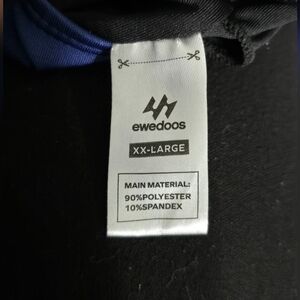 ewedoos
XX-LARGE
MAIN MATERIAL:
90%POLYESTER
10%SPANDEX